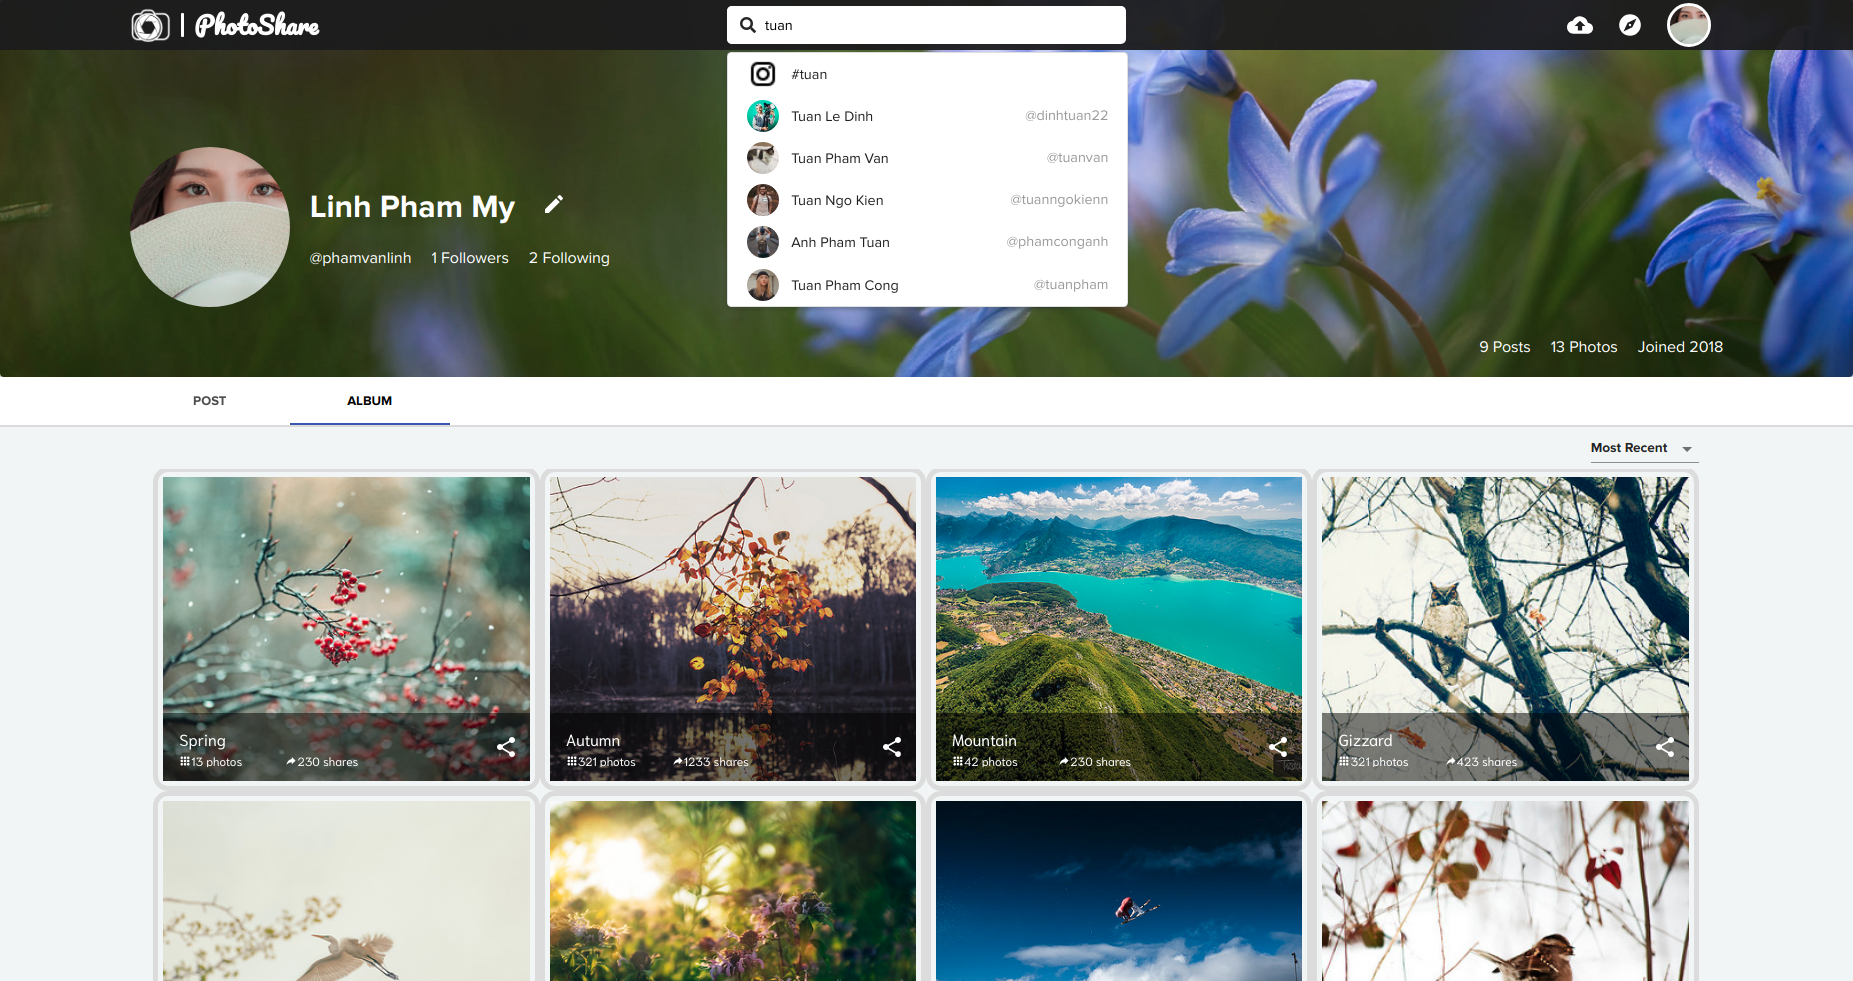 PhotoShare
tuan
#tuan
Tuan Le Dinh @dinhtuan22
Tuan Pham Van @tuanvan
Tuan Ngo Kien @tuanngokienn
Anh Pham Tuan @phamconganh
Tuan Pham Cong @tuanpham
Linh Pham My
@phamvanlinh 1 Followers 2 Following
9 Posts 13 Photos Joined 2018
POST ALBUM
Most Recent
Spring
13 photos 230 shares
Autumn
321 photos 1233 shares
Mountain
42 photos 230 shares
Gizzard
321 photos 423 shares